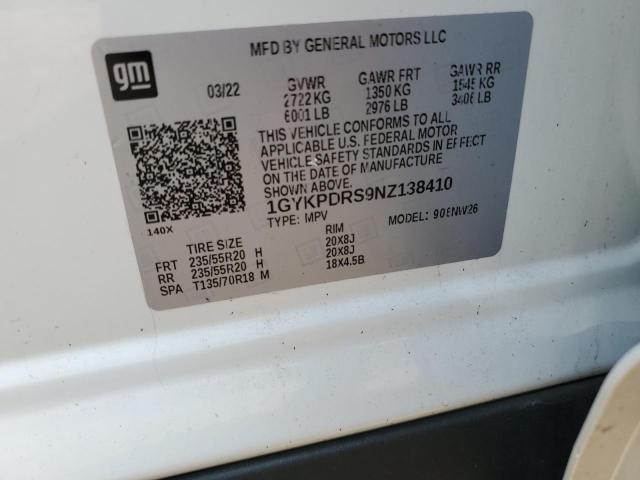 gm
MFD BY GENERAL MOTORS LLC
03/22 GVWR GAWR FRT GAWR RR
2722 KG 1350 KG 1545 KG
6001 LB 2976 LB 3406 LB
THIS VEHICLE CONFORMS TO ALL
APPLICABLE U.S. FEDERAL MOTOR
VEHICLE SAFETY STANDARDS IN EFFECT
ON THE DATE OF MANUFACTURE
SHOWN ABOVE.
1GYKPDRS9NZ138410
140X
TYPE: MPV MODEL:
TIRE SIZE RIM
FRT 235/55R20 H 20X8J
RR 235/55R20 H 20X8J
SPA T135/70R18 M 18X4.5B